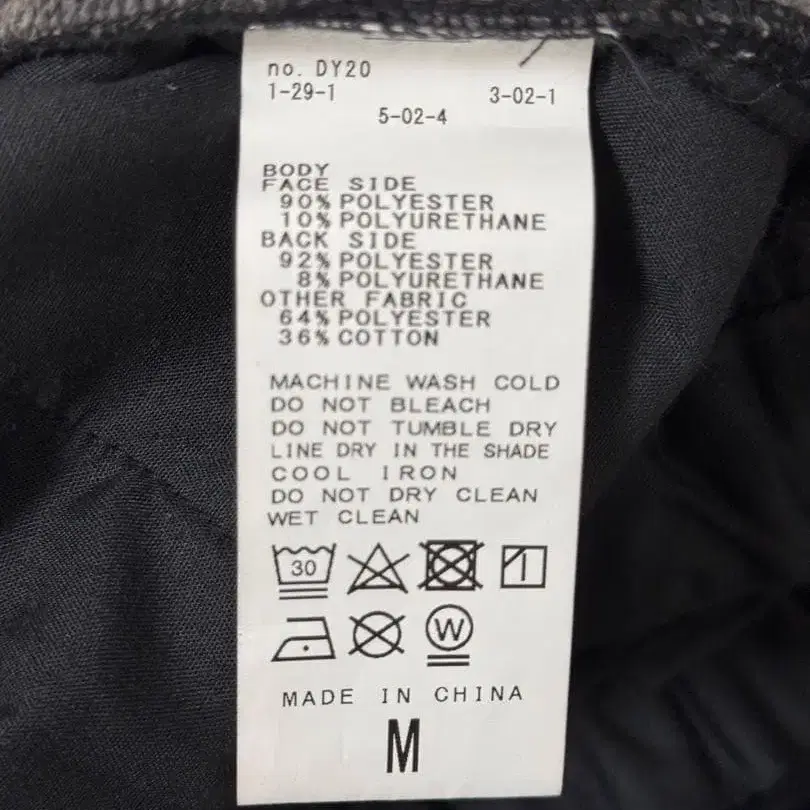 no. DY20
1-29-1 3-02-1
5-02-4
BODY
FACE SIDE
90% POLYESTER
10% POLYURETHANE
BACK SIDE
92% POLYESTER
8% POLYURETHANE
OTHER FABRIC
64% POLYESTER
36% COTTON
MACHINE WASH COLD
DO NOT BLEACH
DO NOT TUMBLE DRY
LINE DRY IN THE SHADE
COOL IRON
DO NOT DRY CLEAN
WET CLEAN
30
W
MADE IN CHINA
M